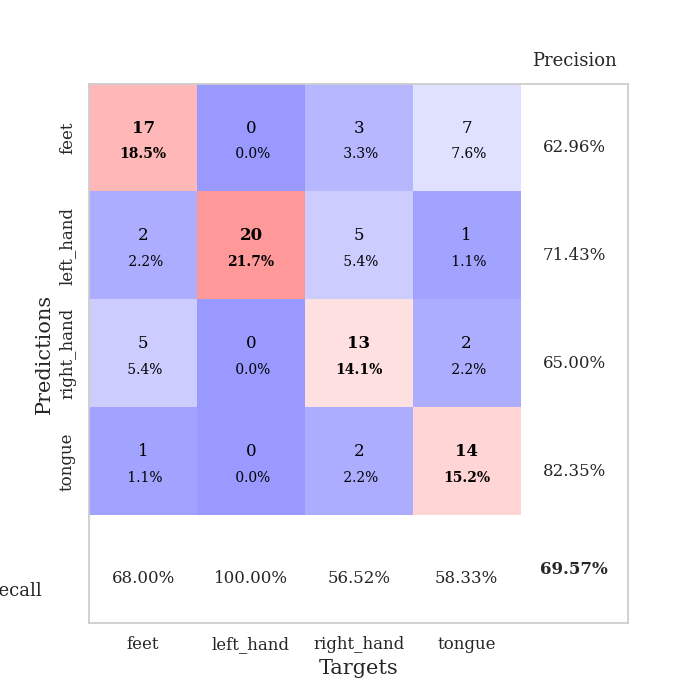 Precision
feet
17 0 3 7
18.5% 0.0% 3.3% 7.6%
62.96%
left_hand
2 20 5 1
2.2% 21.7% 5.4% 1.1%
71.43%
Predictions
right_hand
5 0 13 2
5.4% 0.0% 14.1% 2.2%
65.00%
tongue
1 0 2 14
1.1% 0.0% 2.2% 15.2%
82.35%
ecall
68.00% 100.00% 56.52% 58.33% 69.57%
feet left_hand right_hand tongue
Targets